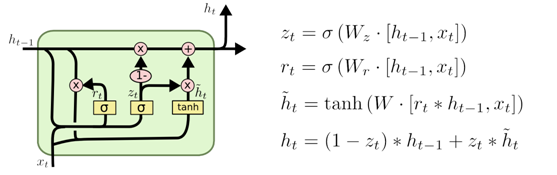 h_t
h_{t-1}
x
+
1-
x
r_t
z_t
x
h̃_t
σ
σ
tanh
x_t
z_t = σ (W_z · [h_{t-1}, x_t])
r_t = σ (W_r · [h_{t-1}, x_t])
h̃_t = tanh (W · [r_t * h_{t-1}, x_t])
h_t = (1 − z_t) * h_{t-1} + z_t * h̃_t